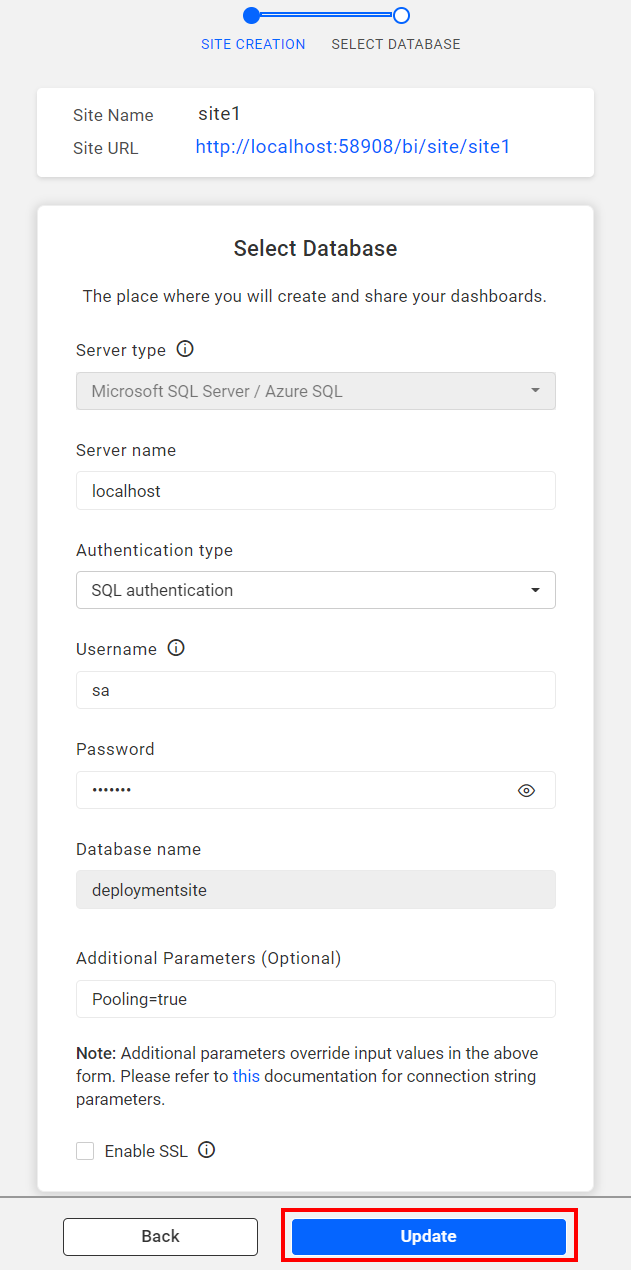 SITE CREATION SELECT DATABASE
Site Name site1
Site URL http://localhost:58908/bi/site/site1
Select Database
The place where you will create and share your dashboards.
Server type
Microsoft SQL Server / Azure SQL
Server name
localhost
Authentication type
SQL authentication
Username
sa
Password
•••••••
Database name
deploymentsite
Additional Parameters (Optional)
Pooling=true
Note: Additional parameters override input values in the above
form. Please refer to this documentation for connection string
parameters.
Enable SSL
Back Update